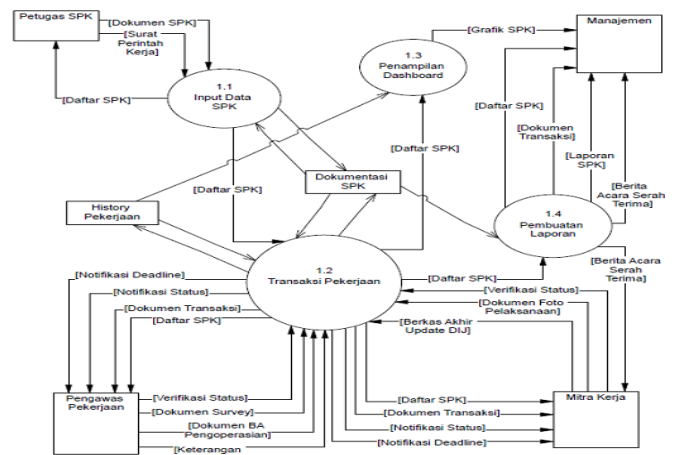 Petugas SPK
[Dokumen SPK]
[Surat
Perintah
Kerja]
[Daftar SPK]
1.1
Input Data
SPK
1.3
Penampilan
Dashboard
[Grafik SPK]
Manajemen
[Daftar SPK]
[Dokumen
Transaksi]
[Laporan
SPK]
[Berita
Acara Serah
Terima]
[Daftar SPK]
[Daftar SPK]
Dokumentasi
SPK
History
Pekerjaan
1.4
Pembuatan
Laporan
[Berita Acara
Serah
Terima]
1.2
Transaksi Pekerjaan
[Daftar SPK]
[Notifikasi Deadline]
[Notifikasi Status]
[Dokumen Transaksi]
[Daftar SPK]
[Verifikasi Status]
[Dokumen Foto
Pelaksanaan]
[Berkas Akhir
Update DIJ]
Pengawas
Pekerjaan
[Verifikasi Status]
[Dokumen Survey]
[Dokumen BA
Pengoperasian]
[Keterangan
[Daftar SPK]
[Dokumen Transaksi]
[Notifikasi Status]
[Notifikasi Deadline]
Mitra Kerja